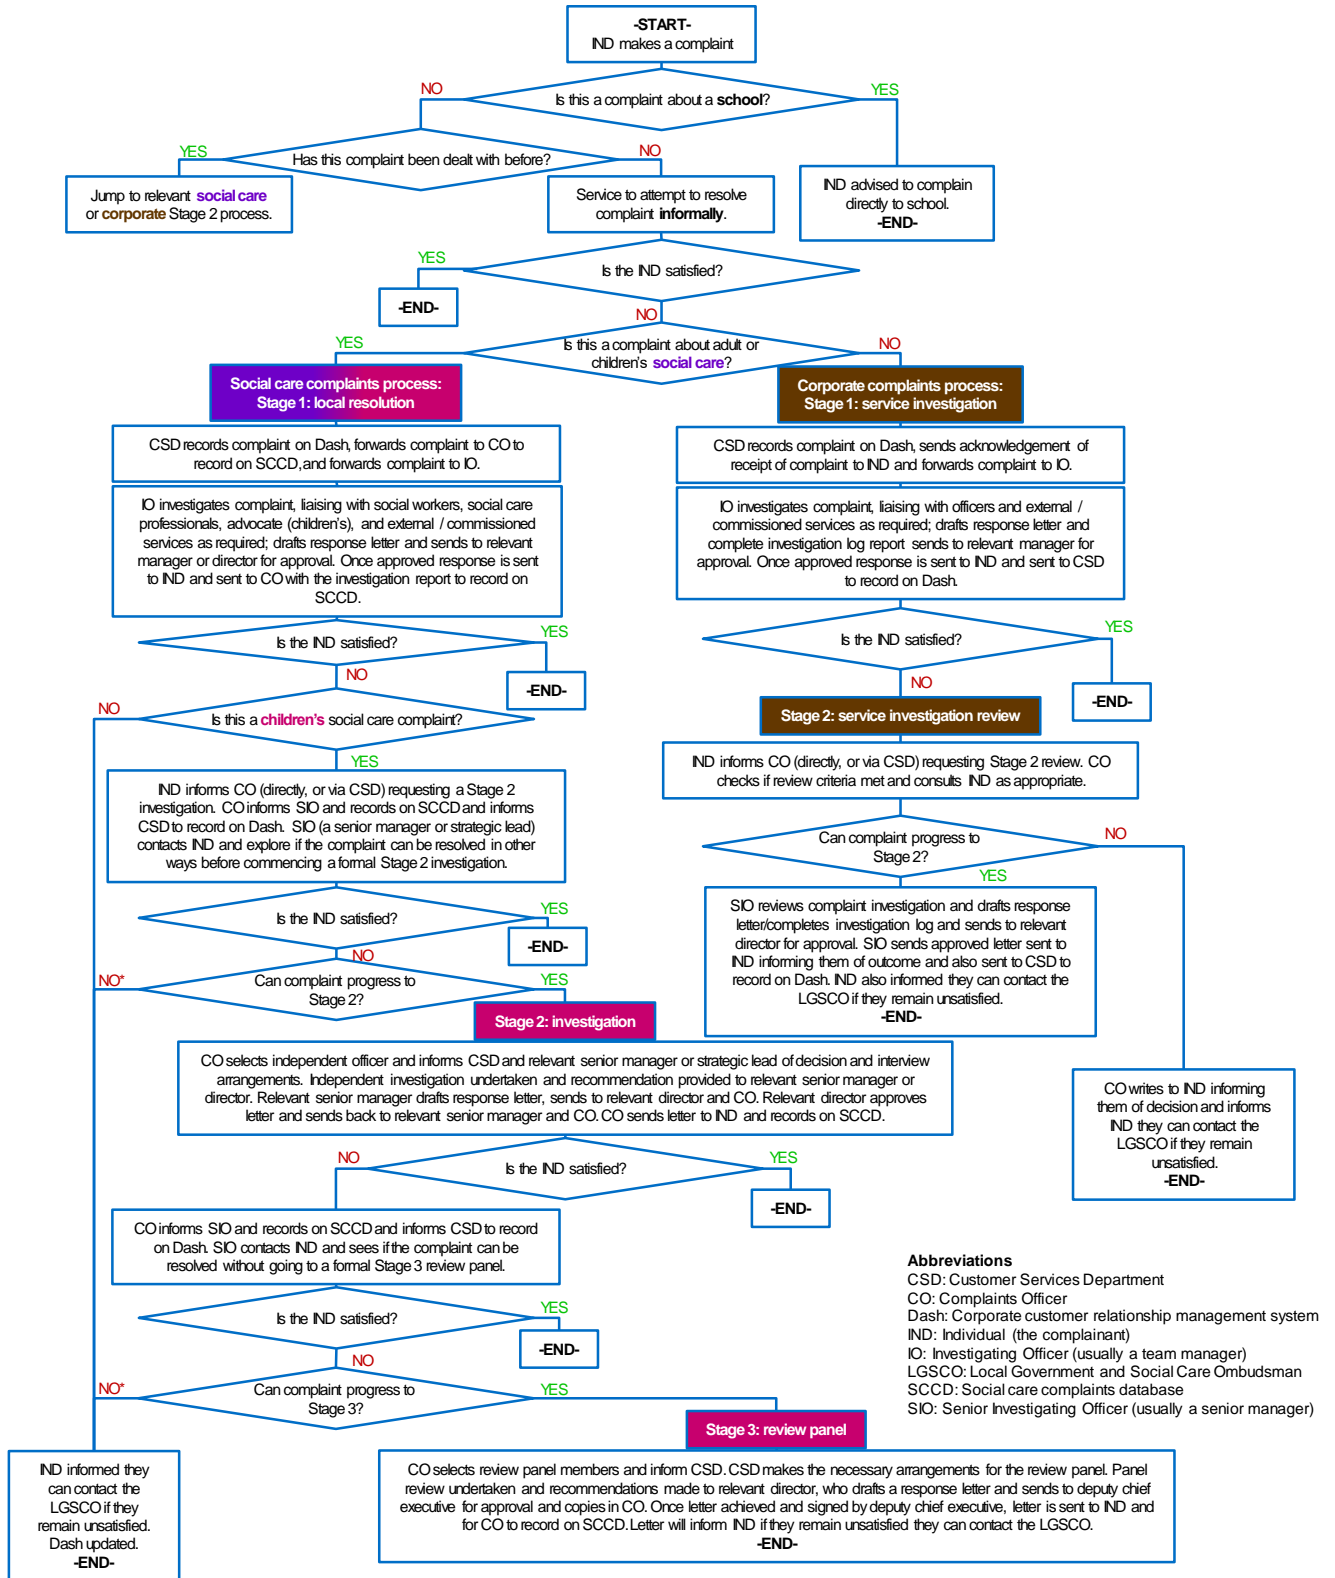 -START-
IND makes a complaint
NO
YES
Is this a complaint about a school?
YES
NO
Has this complaint been dealt with before?
Jump to relevant social care
or corporate Stage 2 process.
Service to attempt to resolve
complaint informally.
IND advised to complain
directly to school.
-END-
YES
Is the IND satisfied?
-END-
NO
YES
NO
Is this a complaint about adult or
children's social care?
Social care complaints process:
Stage 1: local resolution
CSD records complaint on Dash, forwards complaint to CO to
record on SCCD, and forwards complaint to IO.
IO investigates complaint, liaising with social workers, social care
professionals, advocate (children's), and external / commissioned
services as required; drafts response letter and sends to relevant
manager or director for approval. Once approved response is sent
to IND and sent to CO with the investigation report to record on
SCCD.
Is the IND satisfied?
YES
-END-
NO
NO
Is this a children's social care complaint?
YES
IND informs CO (directly, or via CSD) requesting a Stage 2
investigation. CO informs SIO and records on SCCD and informs
CSD to record on Dash. SIO (a senior manager or strategic lead)
contacts IND and explore if the complaint can be resolved in other
ways before commencing a formal Stage 2 investigation.
Is the IND satisfied?
YES
-END-
NO
NO*
Can complaint progress to
Stage 2?
YES
Corporate complaints process:
Stage 1: service investigation
CSD records complaint on Dash, sends acknowledgement of
receipt of complaint to IND and forwards complaint to IO.
IO investigates complaint, liaising with officers and external /
commissioned services as required; drafts response letter and
complete investigation log report sends to relevant manager for
approval. Once approved response is sent to IND and sent to CSD
to record on Dash.
Is the IND satisfied?
YES
-END-
NO
Stage 2: service investigation review
IND informs CO (directly, or via CSD) requesting Stage 2 review. CO
checks if review criteria met and consults IND as appropriate.
Can complaint progress to
Stage 2?
NO
YES
SIO reviews complaint investigation and drafts response
letter/completes investigation log and sends to relevant
director for approval. SIO sends approved letter sent to
IND informing them of outcome and also sent to CSD to
record on Dash. IND also informed they can contact the
LGSCO if they remain unsatisfied.
-END-
CO writes to IND informing
them of decision and informs
IND they can contact the
LGSCO if they remain
unsatisfied.
-END-
Stage 2: investigation
CO selects independent officer and informs CSD and relevant senior manager or strategic lead of decision and interview
arrangements. Independent investigation undertaken and recommendation provided to relevant senior manager or
director. Relevant senior manager drafts response letter, sends to relevant director and CO. Relevant director approves
letter and sends back to relevant senior manager and CO. CO sends letter to IND and records on SCCD.
NO
Is the IND satisfied?
YES
-END-
CO informs SIO and records on SCCD and informs CSD to record
on Dash. SIO contacts IND and sees if the complaint can be
resolved without going to a formal Stage 3 review panel.
Is the IND satisfied?
YES
-END-
NO
NO*
Can complaint progress to
Stage 3?
YES
Abbreviations
CSD: Customer Services Department
CO: Complaints Officer
Dash: Corporate customer relationship management system
IND: Individual (the complainant)
IO: Investigating Officer (usually a team manager)
LGSCO: Local Government and Social Care Ombudsman
SCCD: Social care complaints database
SIO: Senior Investigating Officer (usually a senior manager)
Stage 3: review panel
CO selects review panel members and inform CSD. CSD makes the necessary arrangements for the review panel. Panel
review undertaken and recommendations made to relevant director, who drafts a response letter and sends to deputy chief
executive for approval and copies in CO. Once letter achieved and signed by deputy chief executive, letter is sent to IND and
for CO to record on SCCD. Letter will inform IND if they remain unsatisfied they can contact the LGSCO.
-END-
IND informed they
can contact the
LGSCO if they
remain unsatisfied.
Dash updated.
-END-